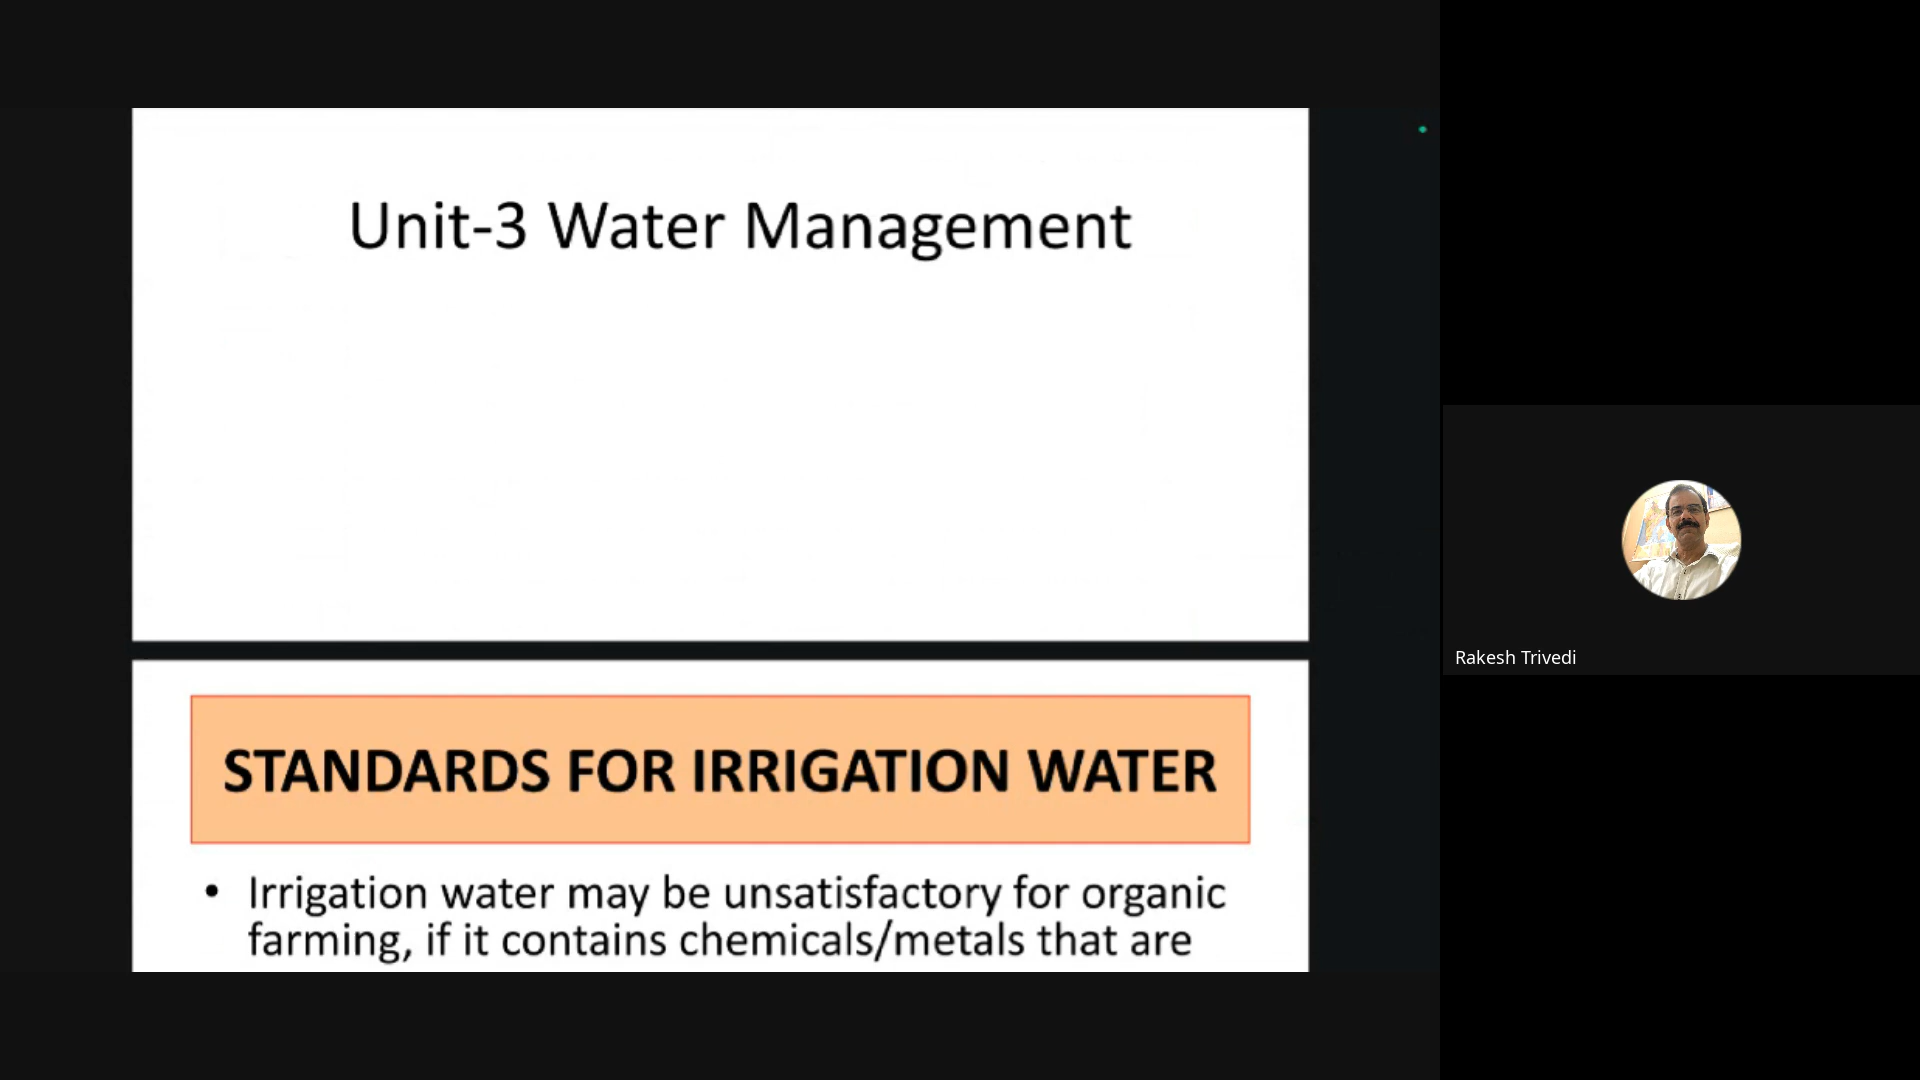 Unit-3 Water Management
STANDARDS FOR IRRIGATION WATER
• Irrigation water may be unsatisfactory for organic
farming, if it contains chemicals/metals that are
Rakesh Trivedi